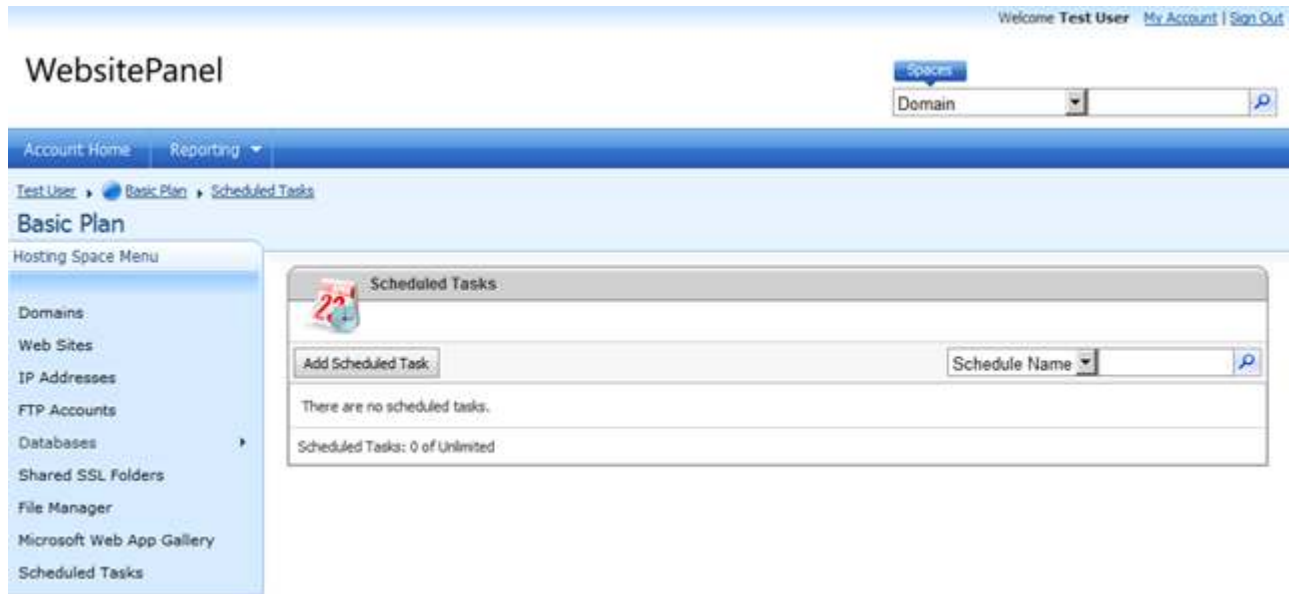 Welcome Test User My Account | Sign Out
WebsitePanel
Spaces
Domain
Account Home Reporting
Test User Basic Plan Scheduled Tasks
Basic Plan
Hosting Space Menu
Domains
Web Sites
IP Addresses
FTP Accounts
Databases
Shared SSL Folders
File Manager
Microsoft Web App Gallery
Scheduled Tasks
Scheduled Tasks
22
Add Scheduled Task Schedule Name
There are no scheduled tasks.
Scheduled Tasks: 0 of Unlimited